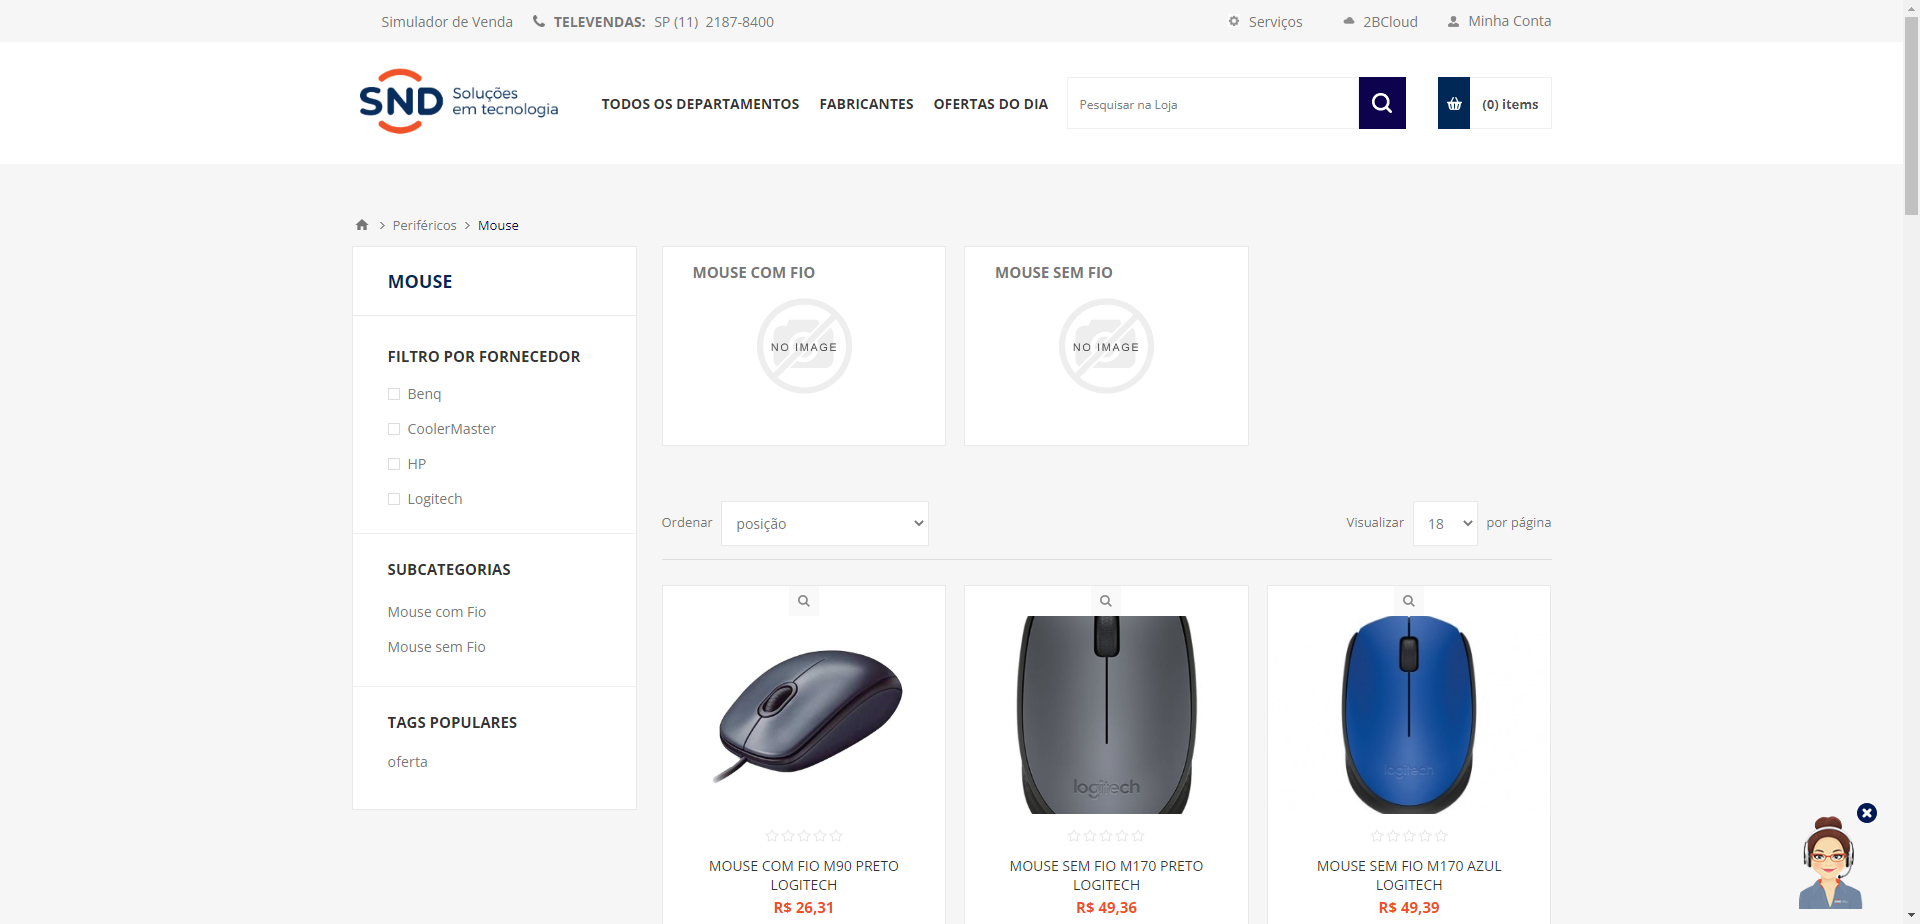 Simulador de Venda TELEVENDAS: SP (11) 2187-8400 Serviços 2BCloud Minha Conta
SND Soluções
em tecnologia
TODOS OS DEPARTAMENTOS FABRICANTES OFERTAS DO DIA Pesquisar na Loja (0) items
Periféricos Mouse
MOUSE
FILTRO POR FORNECEDOR
Benq
CoolerMaster
HP
Logitech
SUBCATEGORIAS
Mouse com Fio
Mouse sem Fio
TAGS POPULARES
oferta
MOUSE COM FIO
NO IMAGE
MOUSE SEM FIO
NO IMAGE
Ordenar posição Visualizar 18 por página
MOUSE COM FIO M90 PRETO
LOGITECH
R$ 26,31
logitech
MOUSE SEM FIO M170 PRETO
LOGITECH
R$ 49,36
logitech
MOUSE SEM FIO M170 AZUL
LOGITECH
R$ 49,39